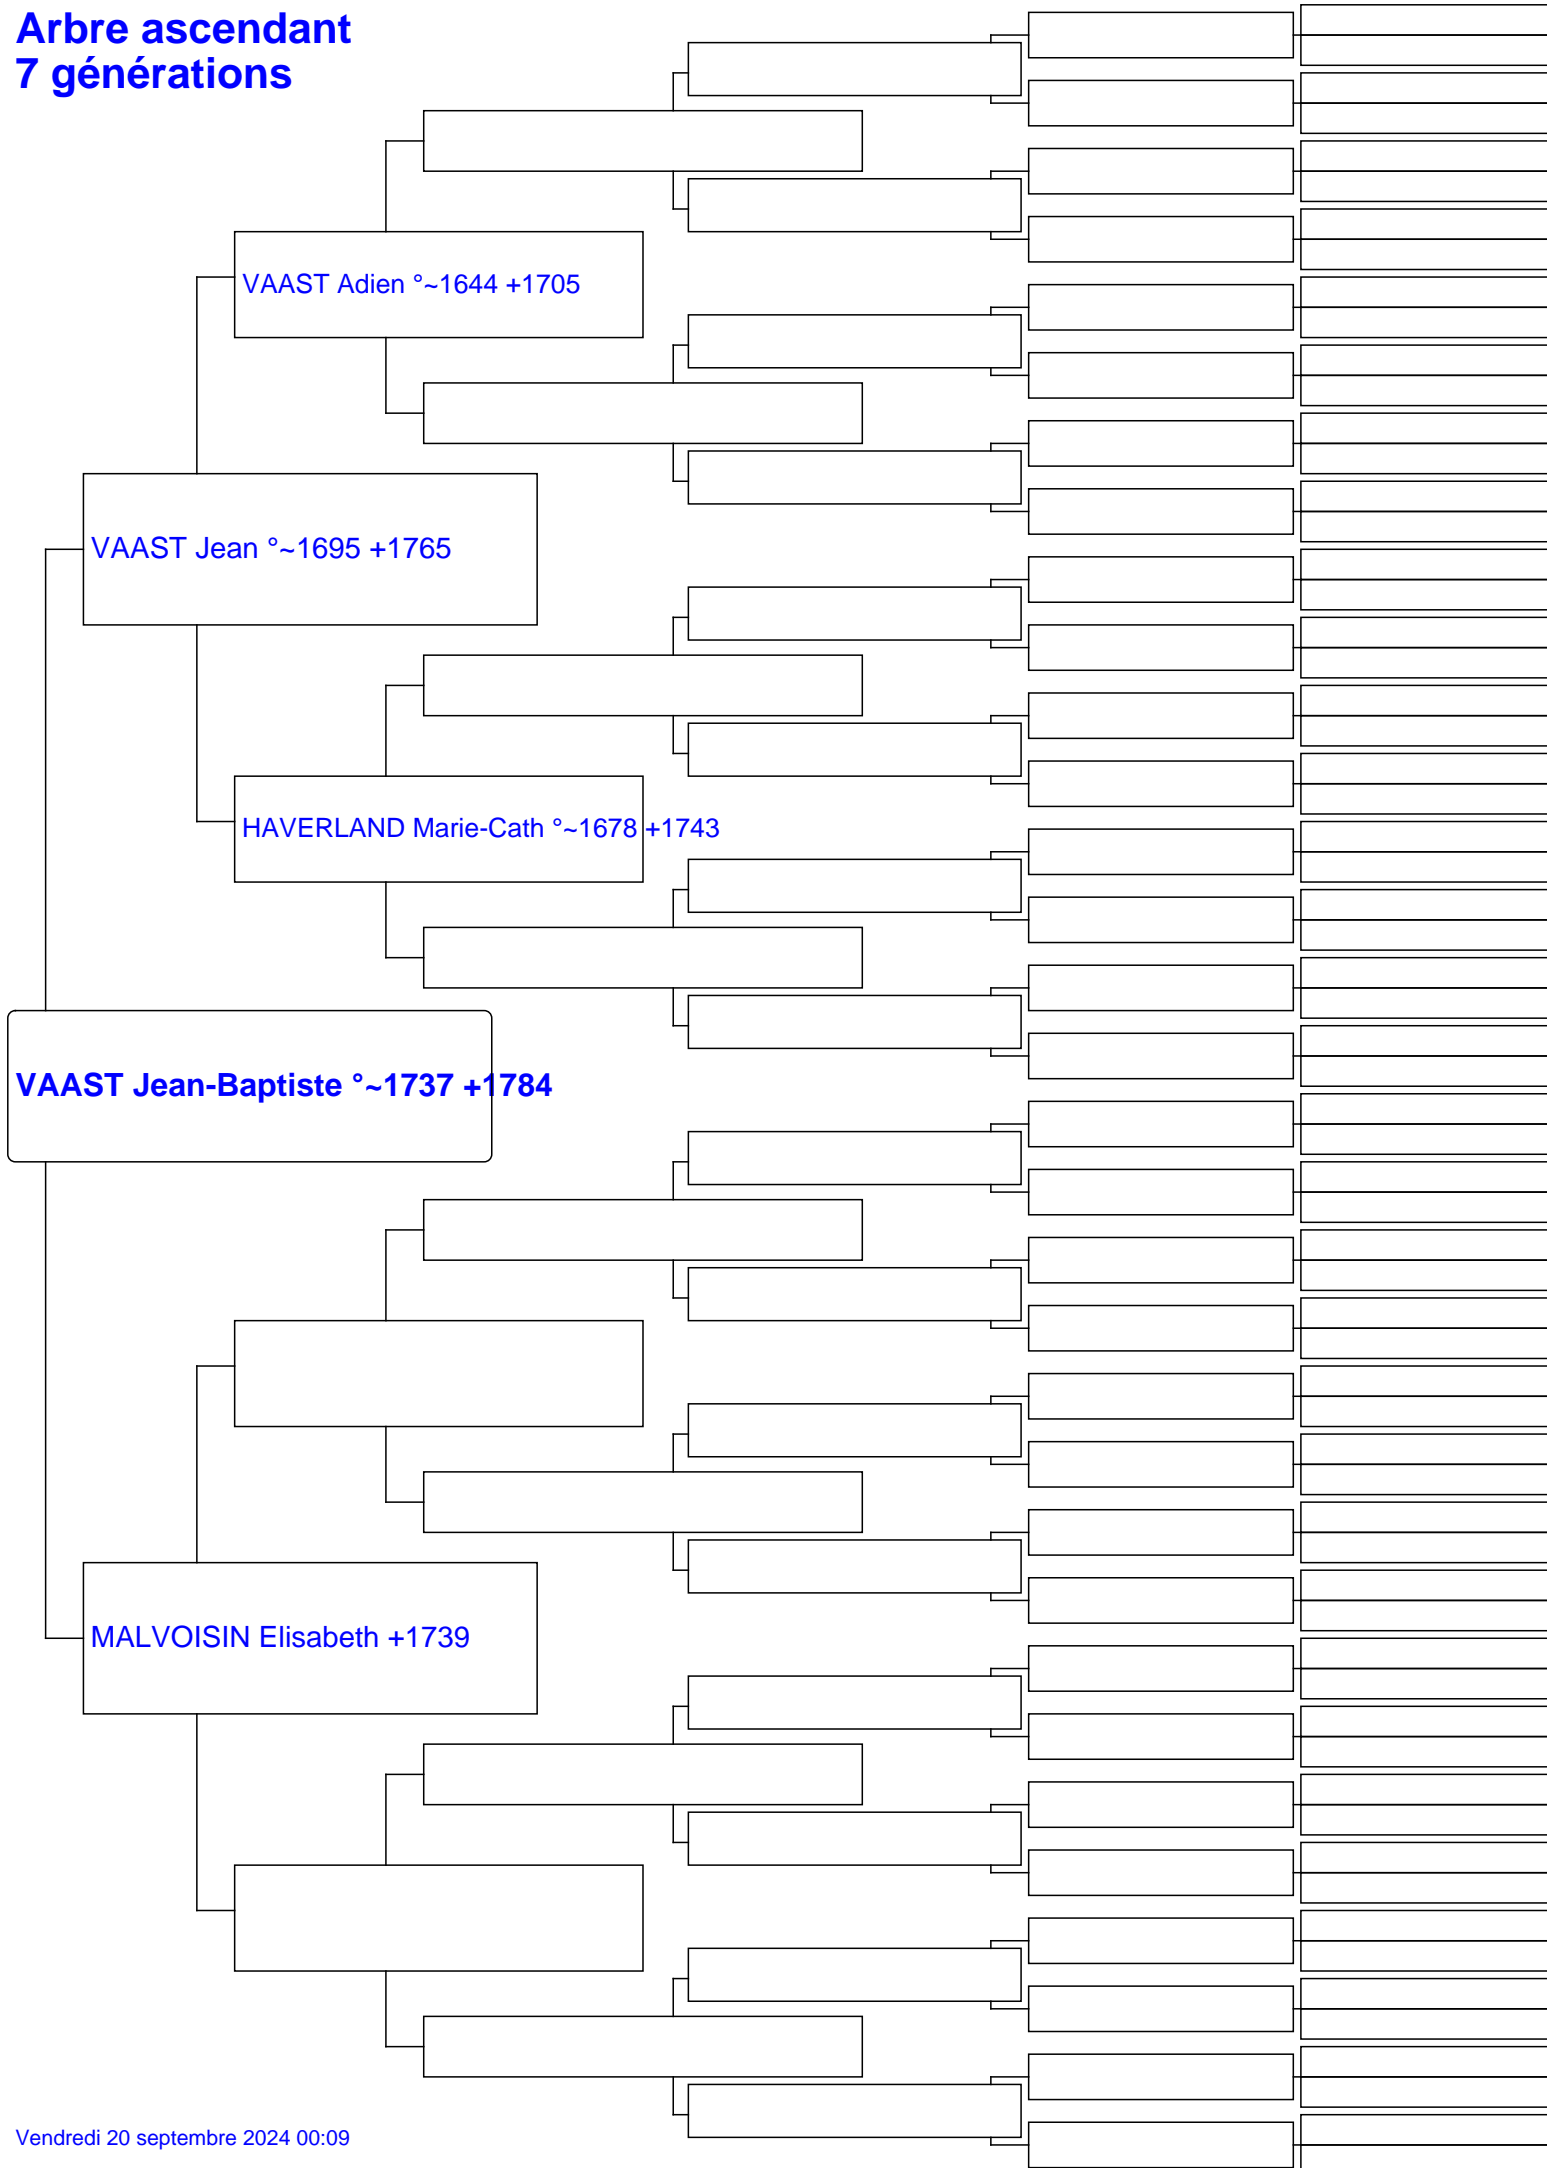 Arbre ascendant
7 générations
VAAST Adien °~1644 +1705
VAAST Jean °~1695 +1765
HAVERLAND Marie-Cath °~1678 +1743
VAAST Jean-Baptiste °~1737 +1784
MALVOISIN Elisabeth +1739
Vendredi 20 septembre 2024 00:09